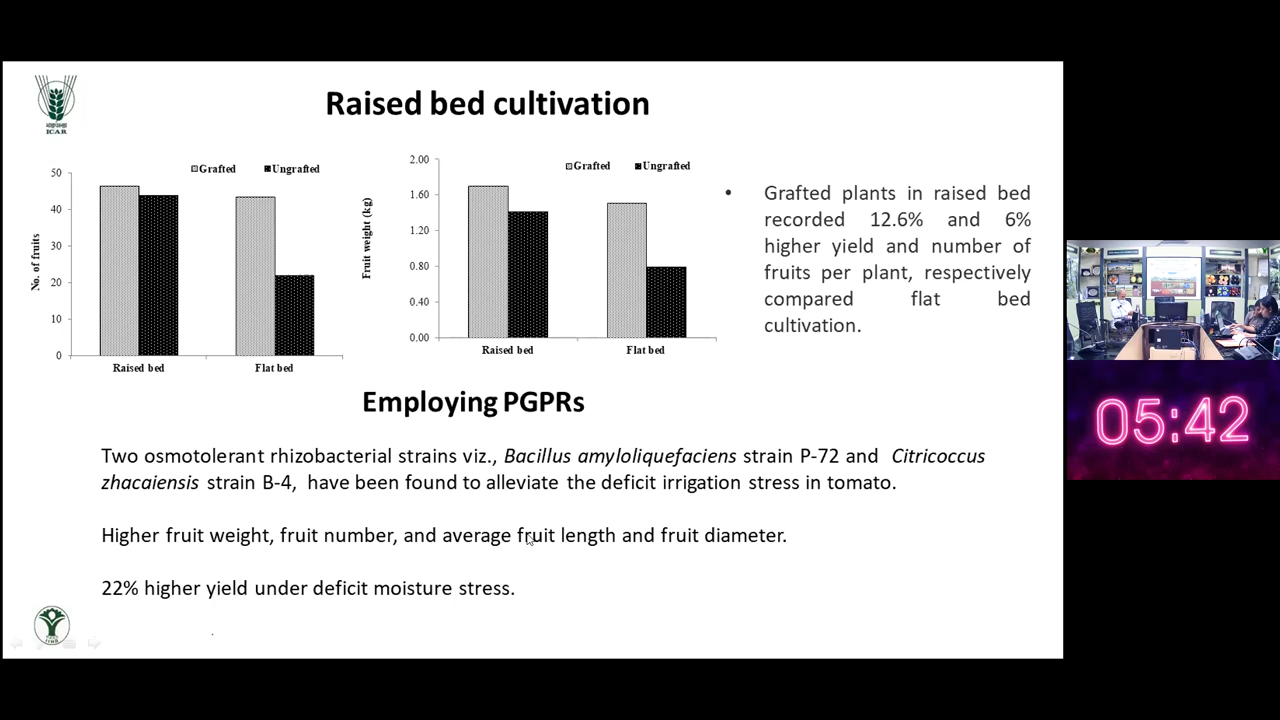 Raised bed cultivation
ICAR
Grafted
Ungrafted
50
40
30
20
10
0
No. of fruits
Raised bed
Flat bed
Grafted
Ungrafted
2.00
1.60
1.20
0.80
0.40
0.00
Fruit weight (kg)
Raised bed
Flat bed
• Grafted plants in raised bed
recorded 12.6% and 6%
higher yield and number of
fruits per plant, respectively
compared flat bed
cultivation.
05:42
Employing PGPRs
Two osmotolerant rhizobacterial strains viz., Bacillus amyloliquefaciens strain P-72 and Citricoccus
zhacaiensis strain B-4, have been found to alleviate the deficit irrigation stress in tomato.
Higher fruit weight, fruit number, and average fruit length and fruit diameter.
22% higher yield under deficit moisture stress.